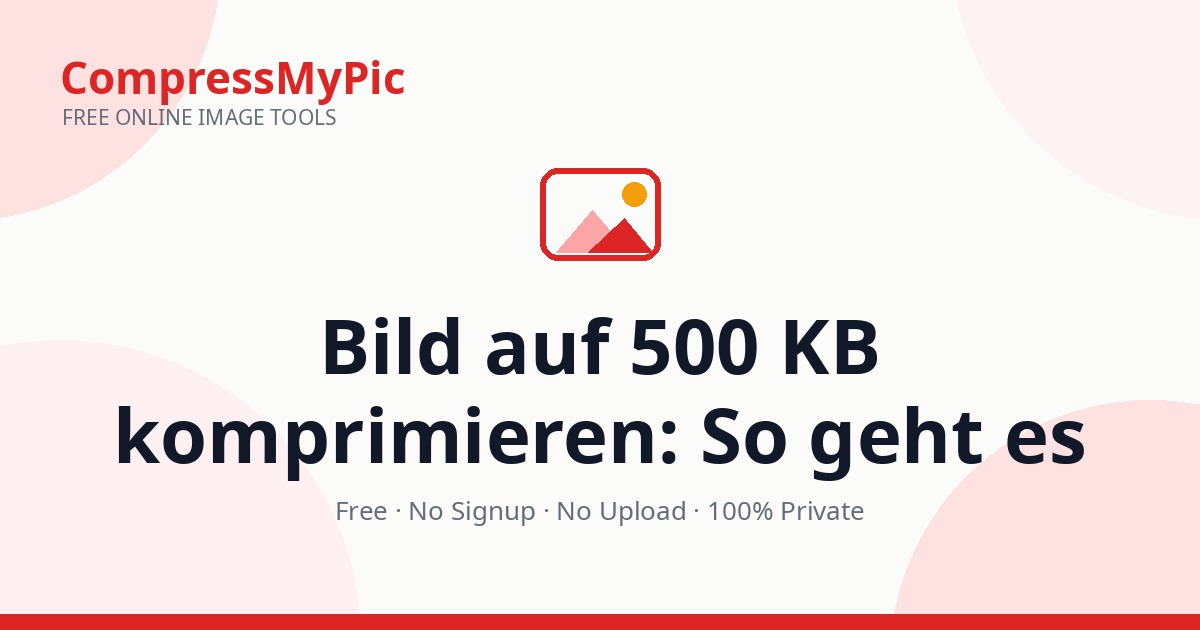 CompressMyPic
FREE ONLINE IMAGE TOOLS
Bild auf 500 KB
komprimieren: So geht es
Free · No Signup · No Upload · 100% Private